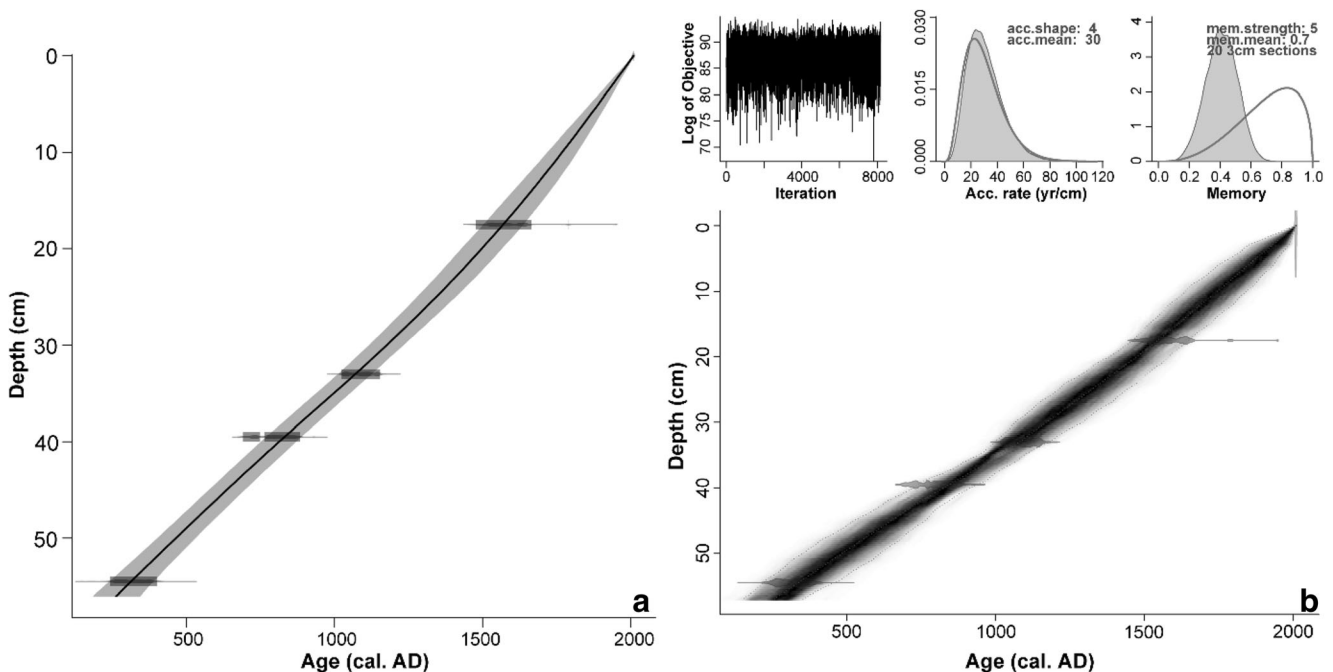 0
10
20
30
40
50
Depth (cm)
500
1000
1500
2000
Age (cal. AD)
a
Log of Objective
90
85
80
75
70
0
4000
8000
Iteration
0.030
0.015
0.000
acc.shape: 4
acc.mean: 30
0 20 40 60 80 120
Acc. rate (yr/cm)
4
3
2
1
0
mem.strength: 5
mem.mean: 0.7
20 3cm sections
0.0 0.2 0.4 0.6 0.8 1.0
Memory
0
10
20
30
40
50
Depth (cm)
500
1000
1500
2000
Age (cal. AD)
b